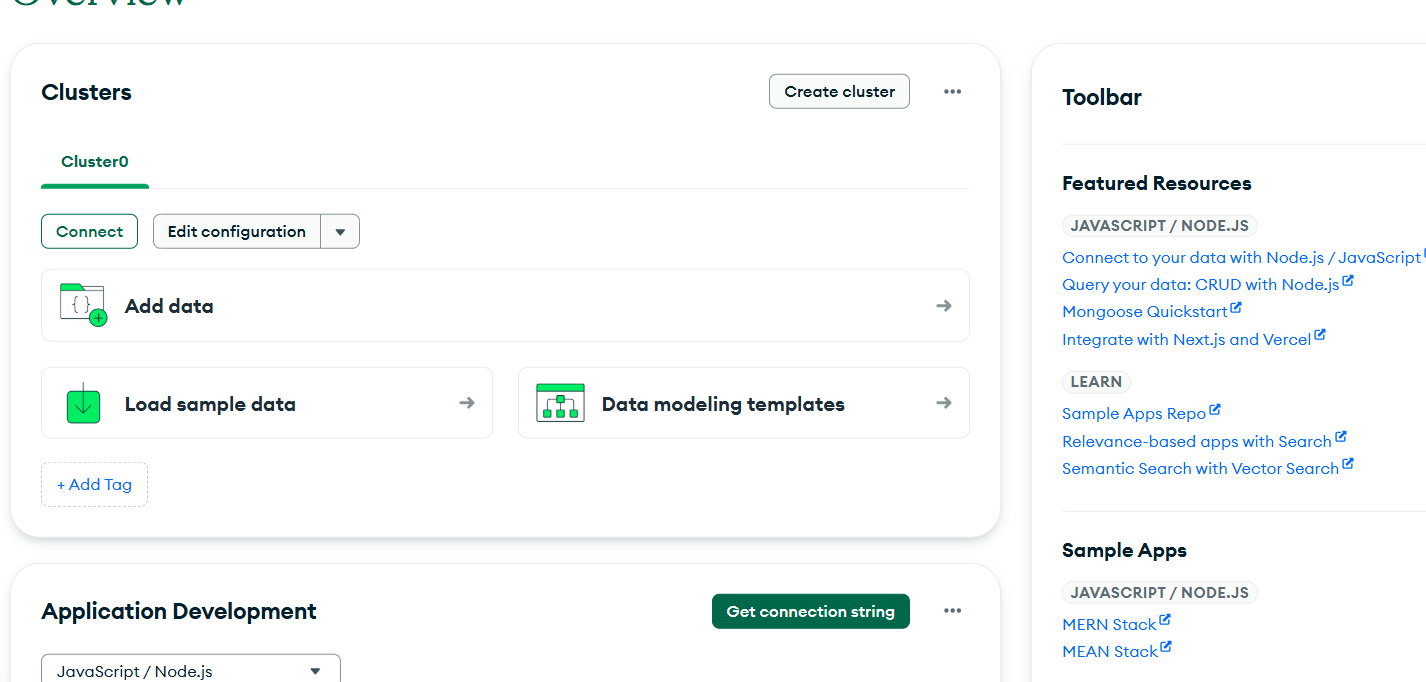 Overview
Clusters
Create cluster
Cluster0
Connect
Edit configuration
{ }
Add data
Load sample data
Data modeling templates
+ Add Tag
Application Development
Get connection string
JavaScript / Node.js
Toolbar
Featured Resources
JAVASCRIPT / NODE.JS
Connect to your data with Node.js / JavaScript
Query your data: CRUD with Node.js
Mongoose Quickstart
Integrate with Next.js and Vercel
LEARN
Sample Apps Repo
Relevance-based apps with Search
Semantic Search with Vector Search
Sample Apps
JAVASCRIPT / NODE.JS
MERN Stack
MEAN Stack